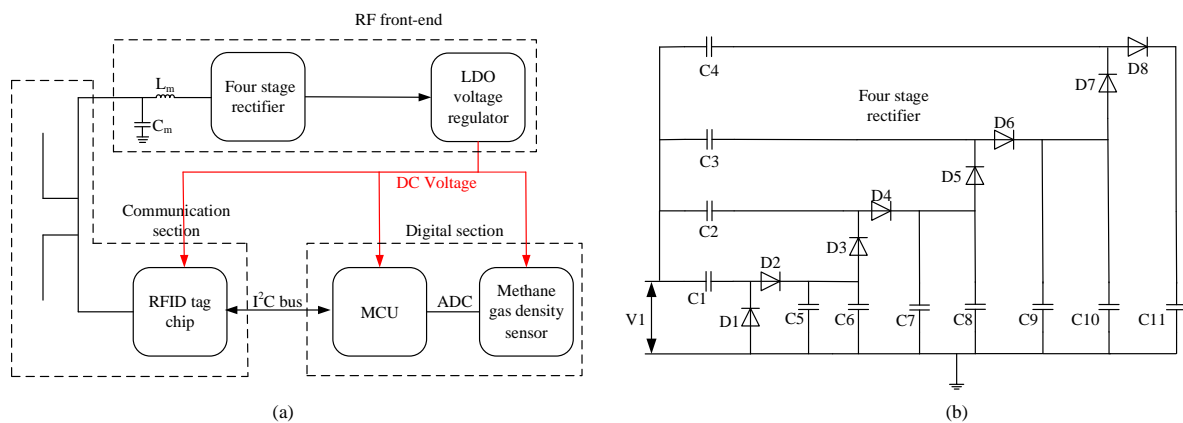 RF front-end
L_m
C_m
Four stage
rectifier
LDO
voltage
regulator
DC Voltage
Communication
section
Digital section
RFID tag
chip
I²C bus
MCU
ADC
Methane
gas density
sensor
(a)
C4
D8
D7
Four stage
rectifier
D6
C3
D5
D4
C2
D3
D2
C1
V1
D1
C5
C6
C7
C8
C9
C10
C11
(b)